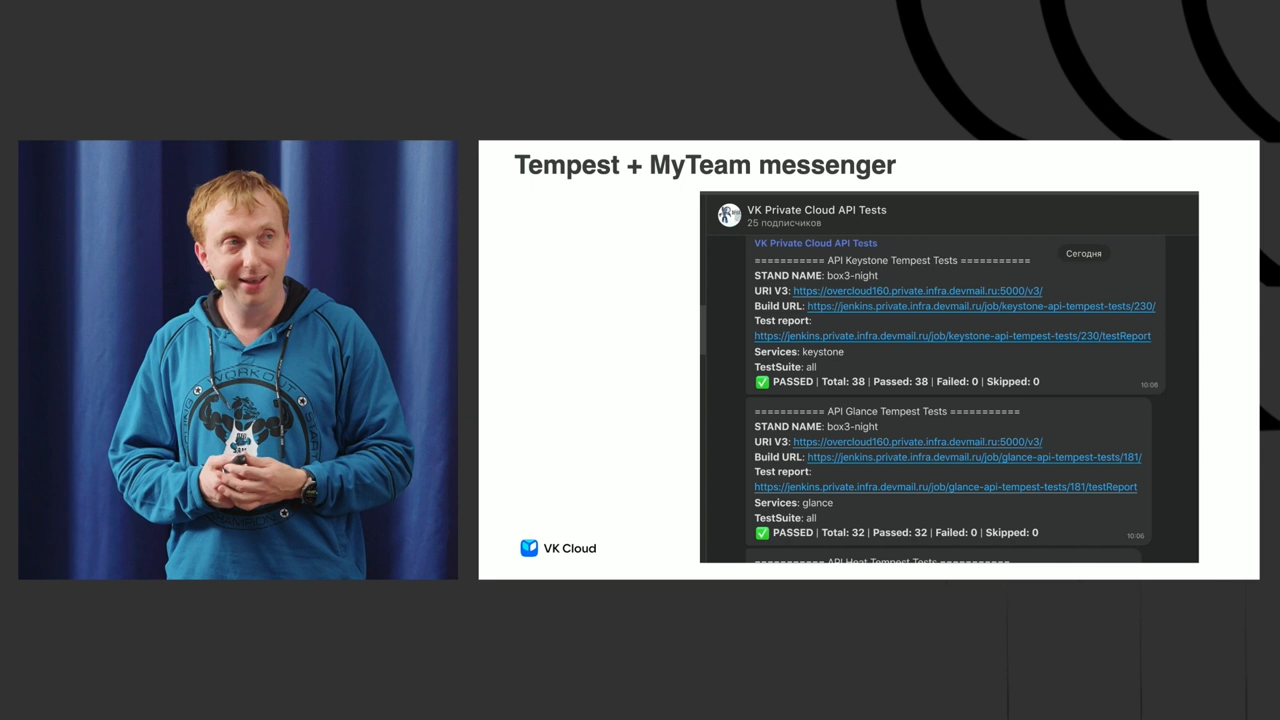 Tempest + MyTeam messenger
VK Private Cloud API Tests
25 подписчиков
VK Private Cloud API Tests
Сегодня
=========== API Keystone Tempest Tests ===========
STAND NAME: box3-night
URI V3: https://overcloud160.private.infra.devmail.ru:5000/v3/
Build URL: https://jenkins.private.infra.devmail.ru/job/keystone-api-tempest-tests/230/
Test report:
https://jenkins.private.infra.devmail.ru/job/keystone-api-tempest-tests/230/testReport
Services: keystone
TestSuite: all
✅ PASSED | Total: 38 | Passed: 38 | Failed: 0 | Skipped: 0
10:06
=========== API Glance Tempest Tests ===========
STAND NAME: box3-night
URI V3: https://overcloud160.private.infra.devmail.ru:5000/v3/
Build URL: https://jenkins.private.infra.devmail.ru/job/glance-api-tempest-tests/181/
Test report:
https://jenkins.private.infra.devmail.ru/job/glance-api-tempest-tests/181/testReport
Services: glance
TestSuite: all
✅ PASSED | Total: 32 | Passed: 32 | Failed: 0 | Skipped: 0
10:06
=========== API Heat Tempest Tests ===========
VK Cloud
WORKOUT